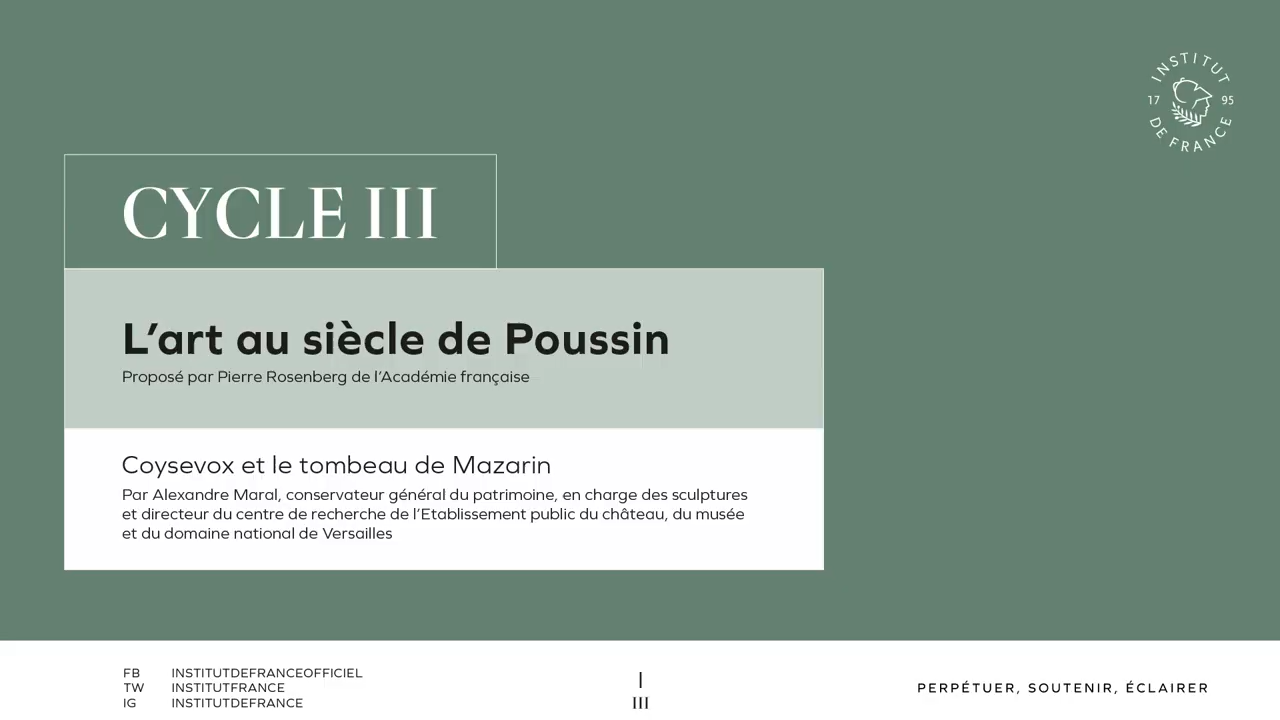 INSTITUT
17 95
DE FRANCE
CYCLE III
L’art au siècle de Poussin
Proposé par Pierre Rosenberg de l’Académie française
Coysevox et le tombeau de Mazarin
Par Alexandre Maral, conservateur général du patrimoine, en charge des sculptures
et directeur du centre de recherche de l’Etablissement public du château, du musée
et du domaine national de Versailles
FB INSTITUTDEFRANCEOFFICIEL
TW INSTITUTFRANCE
IG INSTITUTDEFRANCE
I
III
PERPÉTUER, SOUTENIR, ÉCLAIRER